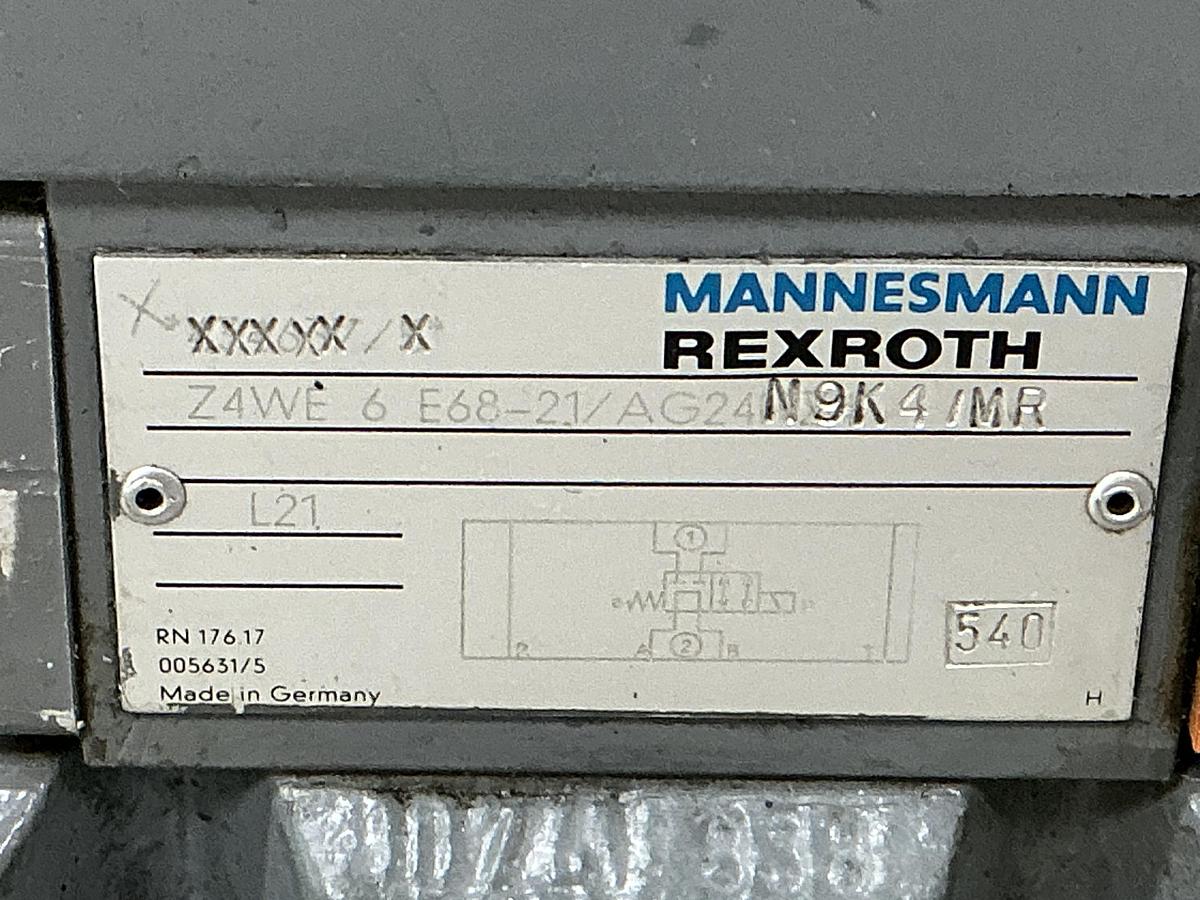 MANNESMANN
REXROTH
XXXXX/X
Z4WE 6 E68-21/AG24N9K4/MR
L21
1
2
A
B
T
540
RN 176.17
005631/5
Made in Germany
H